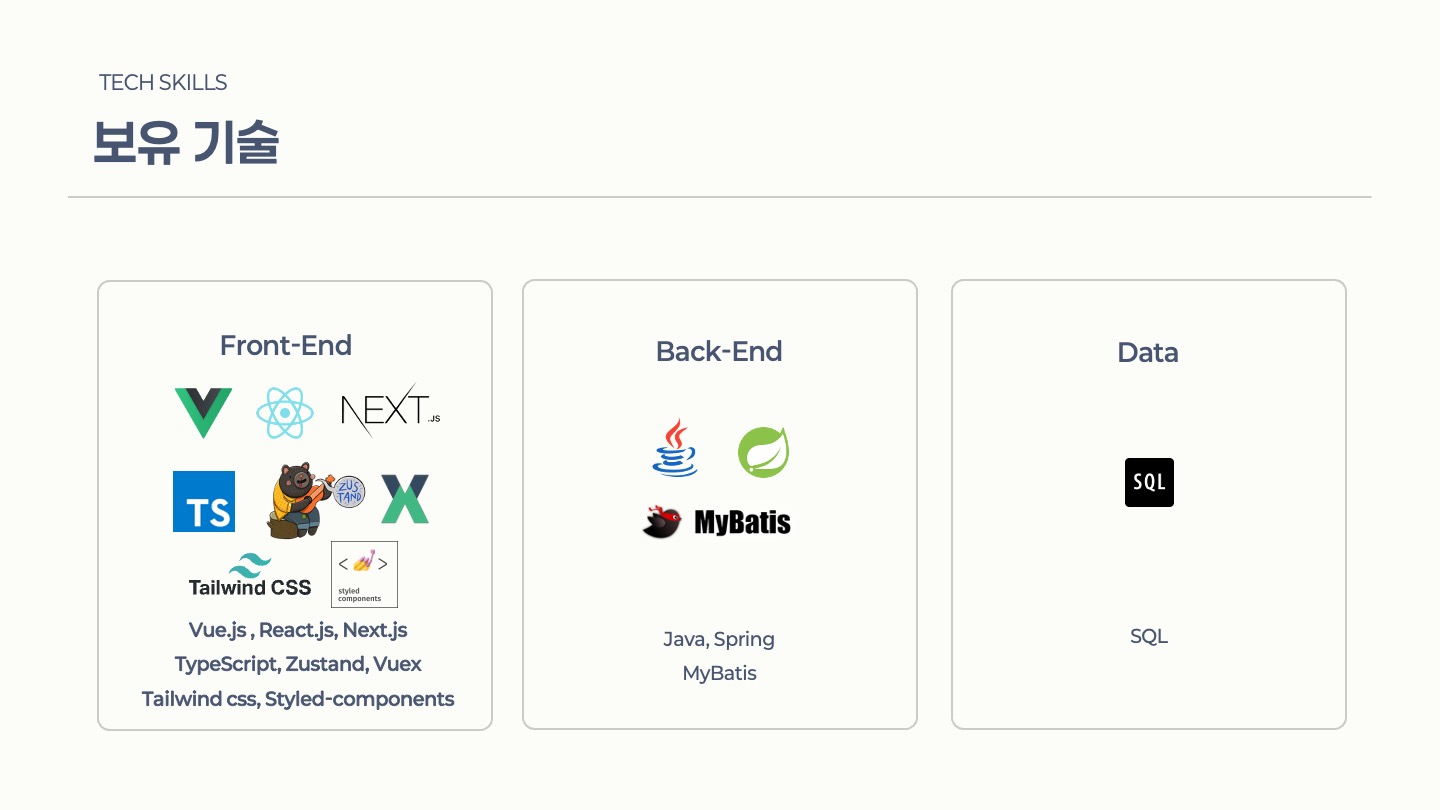 TECH SKILLS
보유 기술
Front-End
NEXT.JS
TS
ZUS
TAND
Tailwind CSS
< >
styled
components
Vue.js , React.js, Next.js
TypeScript, Zustand, Vuex
Tailwind css, Styled-components
Back-End
MyBatis
Java, Spring
MyBatis
Data
SQL
SQL